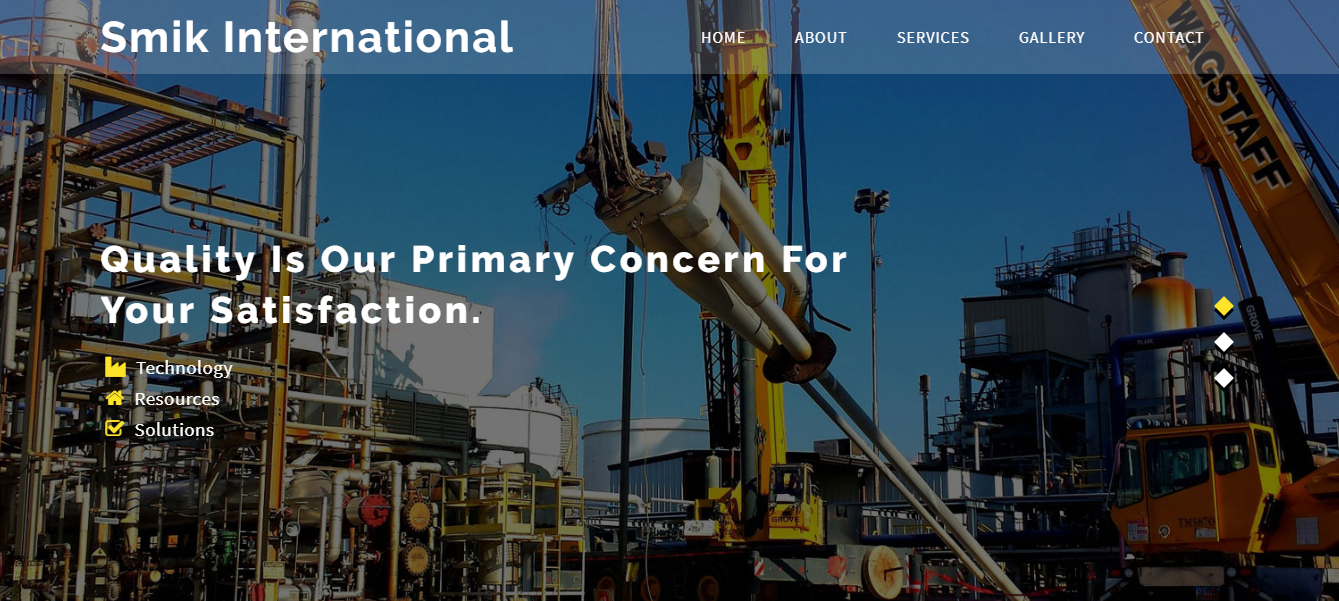 Smik International
HOME ABOUT SERVICES GALLERY CONTACT
WAGSTAFF
Quality Is Our Primary Concern For
Your Satisfaction.
Technology
Resources
Solutions
GROVE
GROVE